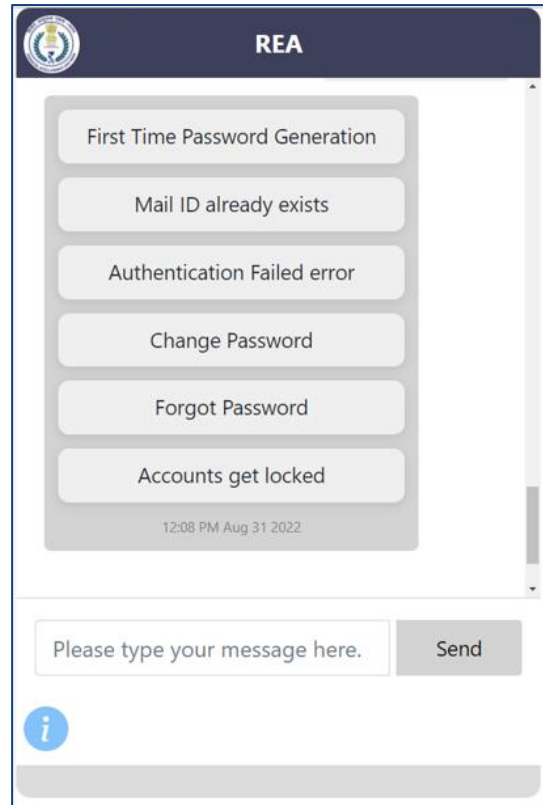 REA
First Time Password Generation
Mail ID already exists
Authentication Failed error
Change Password
Forgot Password
Accounts get locked
12:08 PM Aug 31 2022
Please type your message here.
Send
i